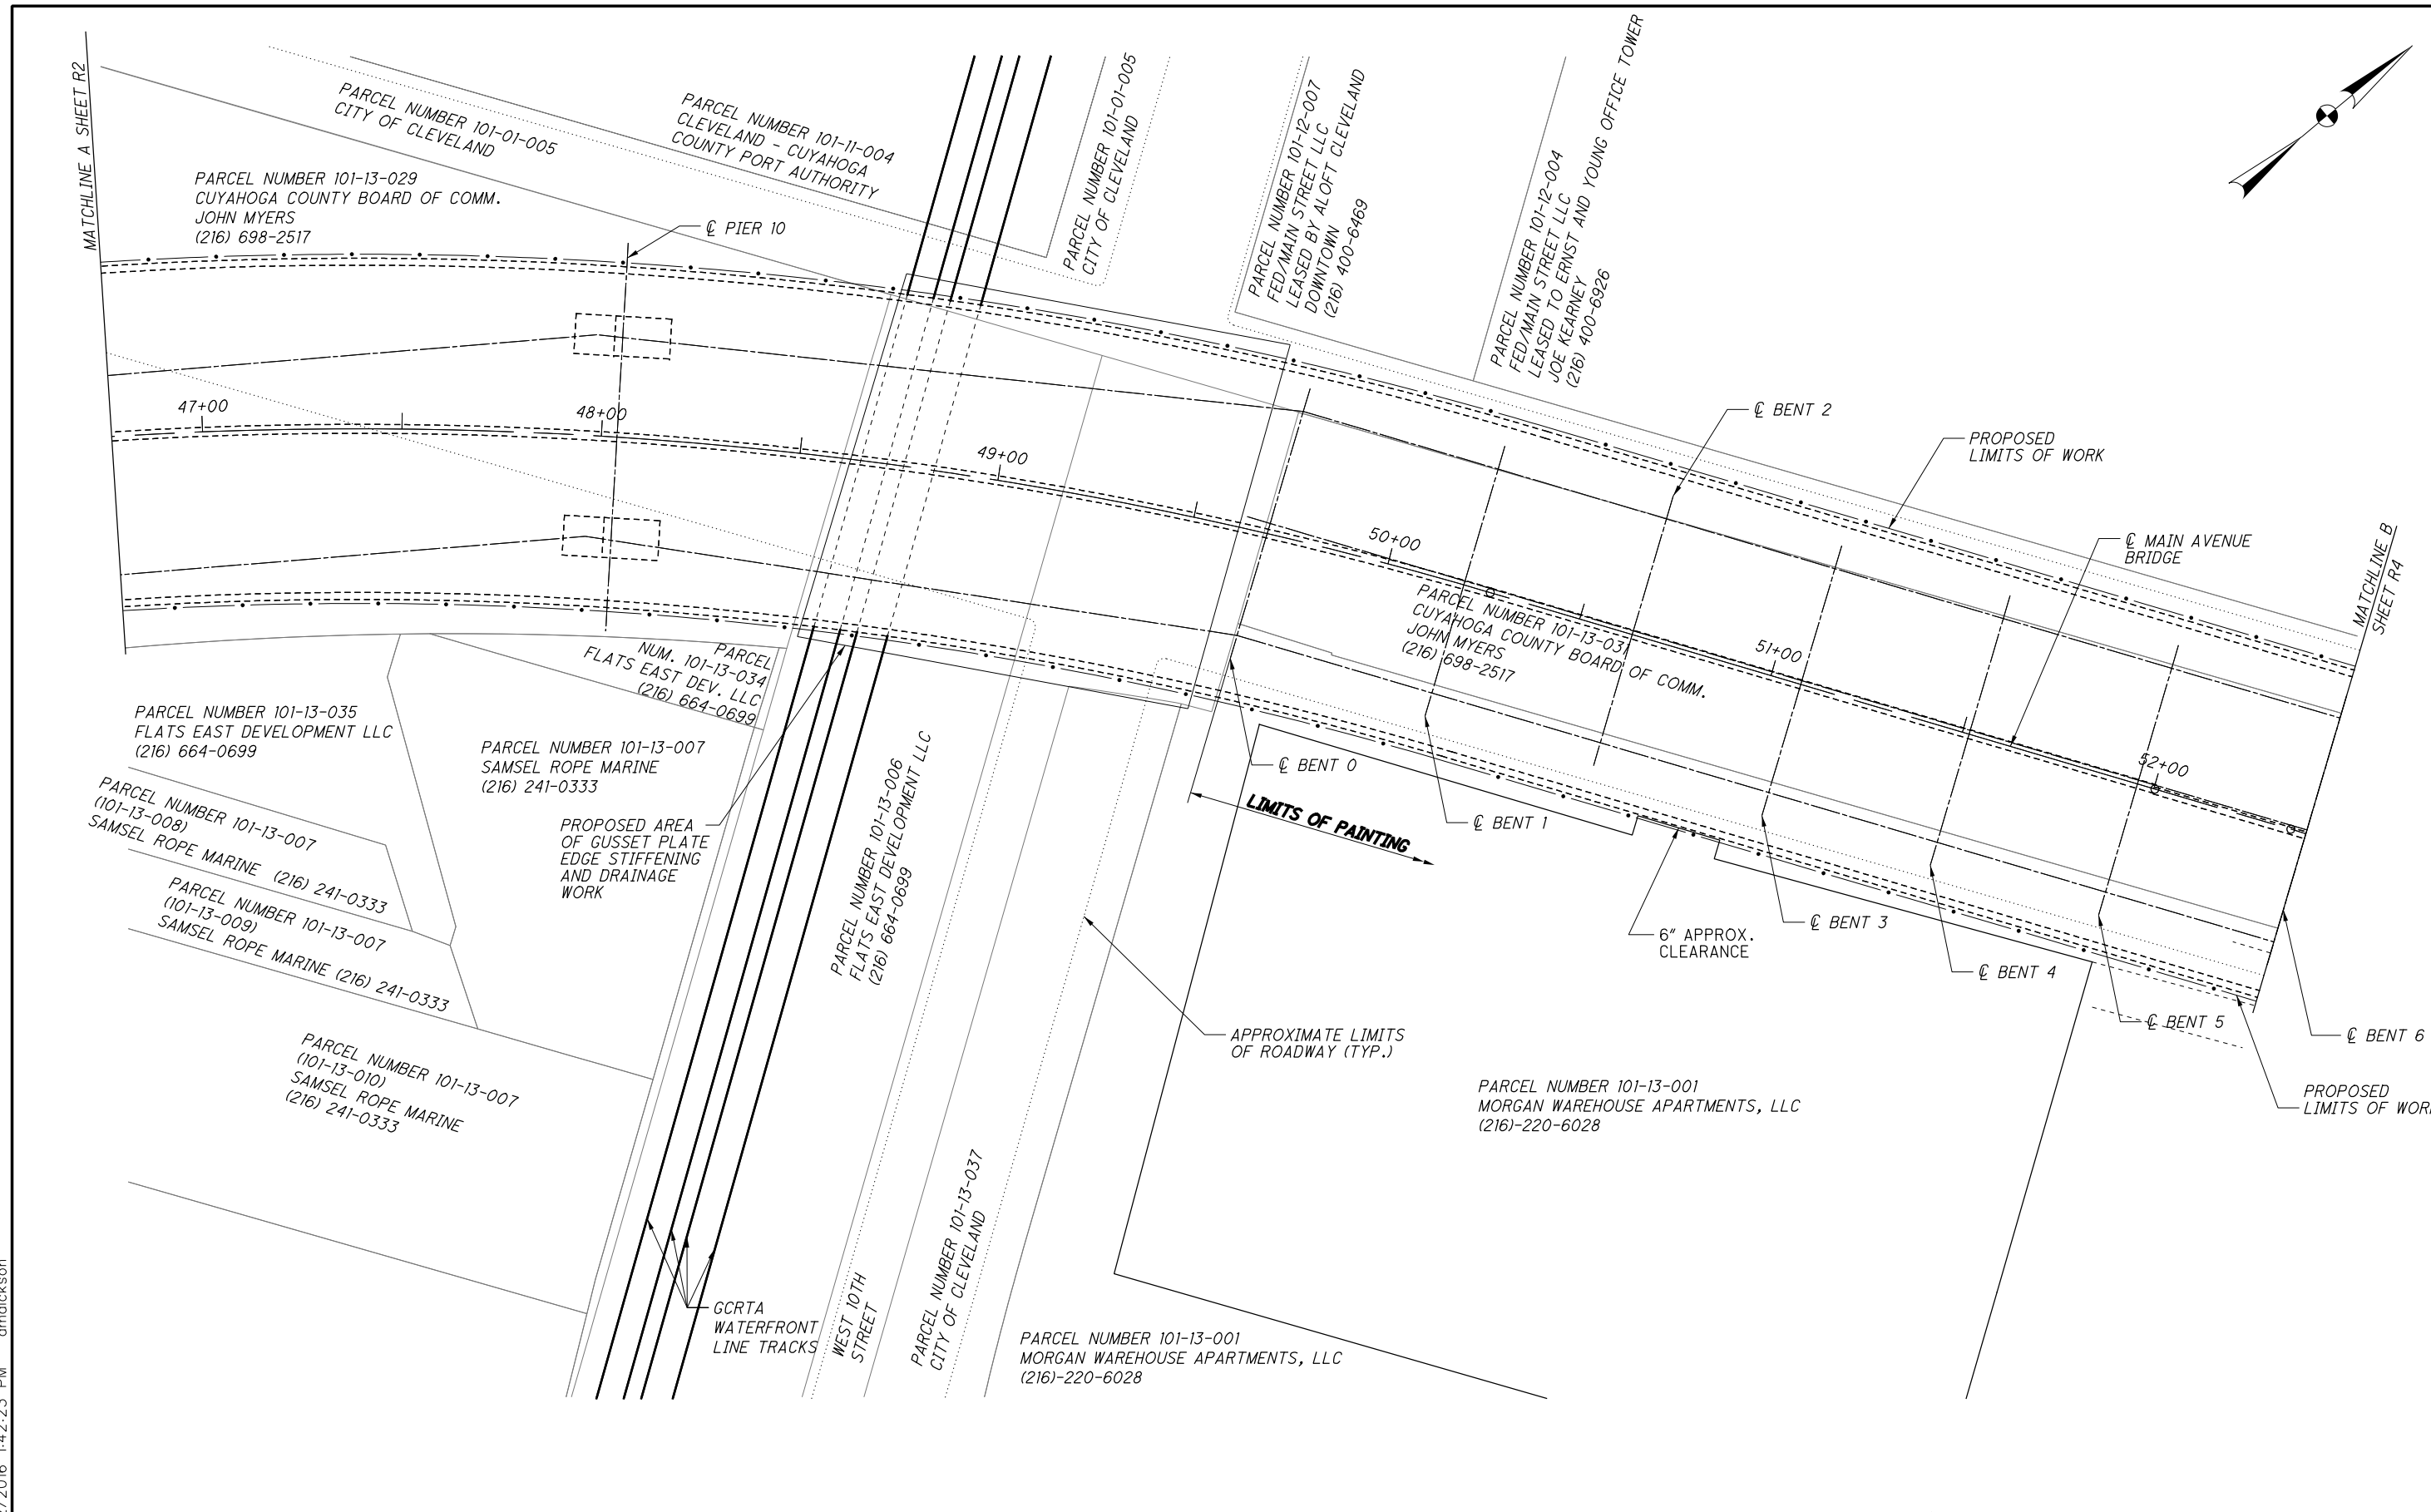 MATCHLINE A SHEET R2
PARCEL NUMBER 101-01-005
CITY OF CLEVELAND
PARCEL NUMBER 101-11-004
CLEVELAND - CUYAHOGA
COUNTY PORT AUTHORITY
PARCEL NUMBER 101-01-005
CITY OF CLEVELAND
PARCEL NUMBER 101-12-007
FED/MAIN STREET LLC
LEASED BY ALOFT CLEVELAND
DOWNTOWN
(216) 400-6469
PARCEL NUMBER 101-12-004
FED/MAIN STREET LLC
LEASED TO ERNST AND YOUNG OFFICE TOWER
JOE KEARNEY
(216) 400-6926
PARCEL NUMBER 101-13-029
CUYAHOGA COUNTY BOARD OF COMM.
JOHN MYERS
(216) 698-2517
℄ PIER 10
47+00
48+00
49+00
50+00
51+00
52+00
℄ BENT 2
PROPOSED
LIMITS OF WORK
℄ MAIN AVENUE
BRIDGE
MATCHLINE B
SHEET R4
PARCEL NUMBER 101-13-031
CUYAHOGA COUNTY BOARD OF COMM.
JOHN MYERS
(216) 698-2517
PARCEL
NUM. 101-13-034
FLATS EAST DEV. LLC
(216) 664-0699
PARCEL NUMBER 101-13-035
FLATS EAST DEVELOPMENT LLC
(216) 664-0699
PARCEL NUMBER 101-13-007
SAMSEL ROPE MARINE
(216) 241-0333
PARCEL NUMBER 101-13-007
(101-13-008)
SAMSEL ROPE MARINE (216) 241-0333
PARCEL NUMBER 101-13-007
(101-13-009)
SAMSEL ROPE MARINE (216) 241-0333
PARCEL NUMBER 101-13-007
(101-13-010)
SAMSEL ROPE MARINE
(216) 241-0333
PROPOSED AREA
OF GUSSET PLATE
EDGE STIFFENING
AND DRAINAGE
WORK
PARCEL NUMBER 101-13-006
FLATS EAST DEVELOPMENT LLC
(216) 664-0699
℄ BENT 0
LIMITS OF PAINTING
℄ BENT 1
6" APPROX.
CLEARANCE
℄ BENT 3
℄ BENT 4
℄ BENT 5
℄ BENT 6
PROPOSED
LIMITS OF WOR
APPROXIMATE LIMITS
OF ROADWAY (TYP.)
PARCEL NUMBER 101-13-001
MORGAN WAREHOUSE APARTMENTS, LLC
(216)-220-6028
GCRTA
WATERFRONT
LINE TRACKS
WEST 10TH
STREET
PARCEL NUMBER 101-13-037
CITY OF CLEVELAND
PARCEL NUMBER 101-13-001
MORGAN WAREHOUSE APARTMENTS, LLC
(216)-220-6028
/2016 1:42:23 PM